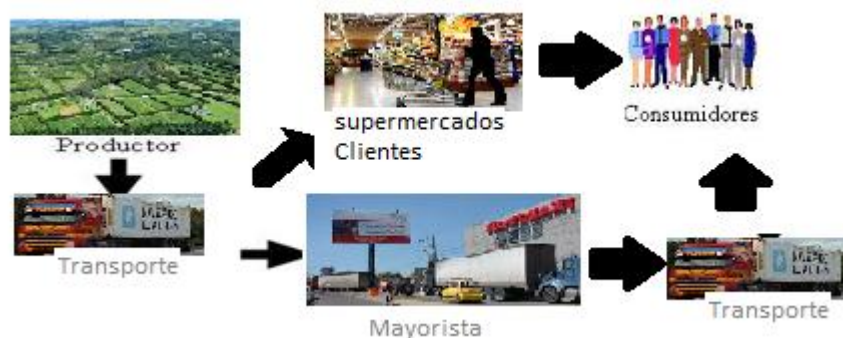 Productor
supermercados
Clientes
Consumidores
Transporte
Mayorista
Transporte